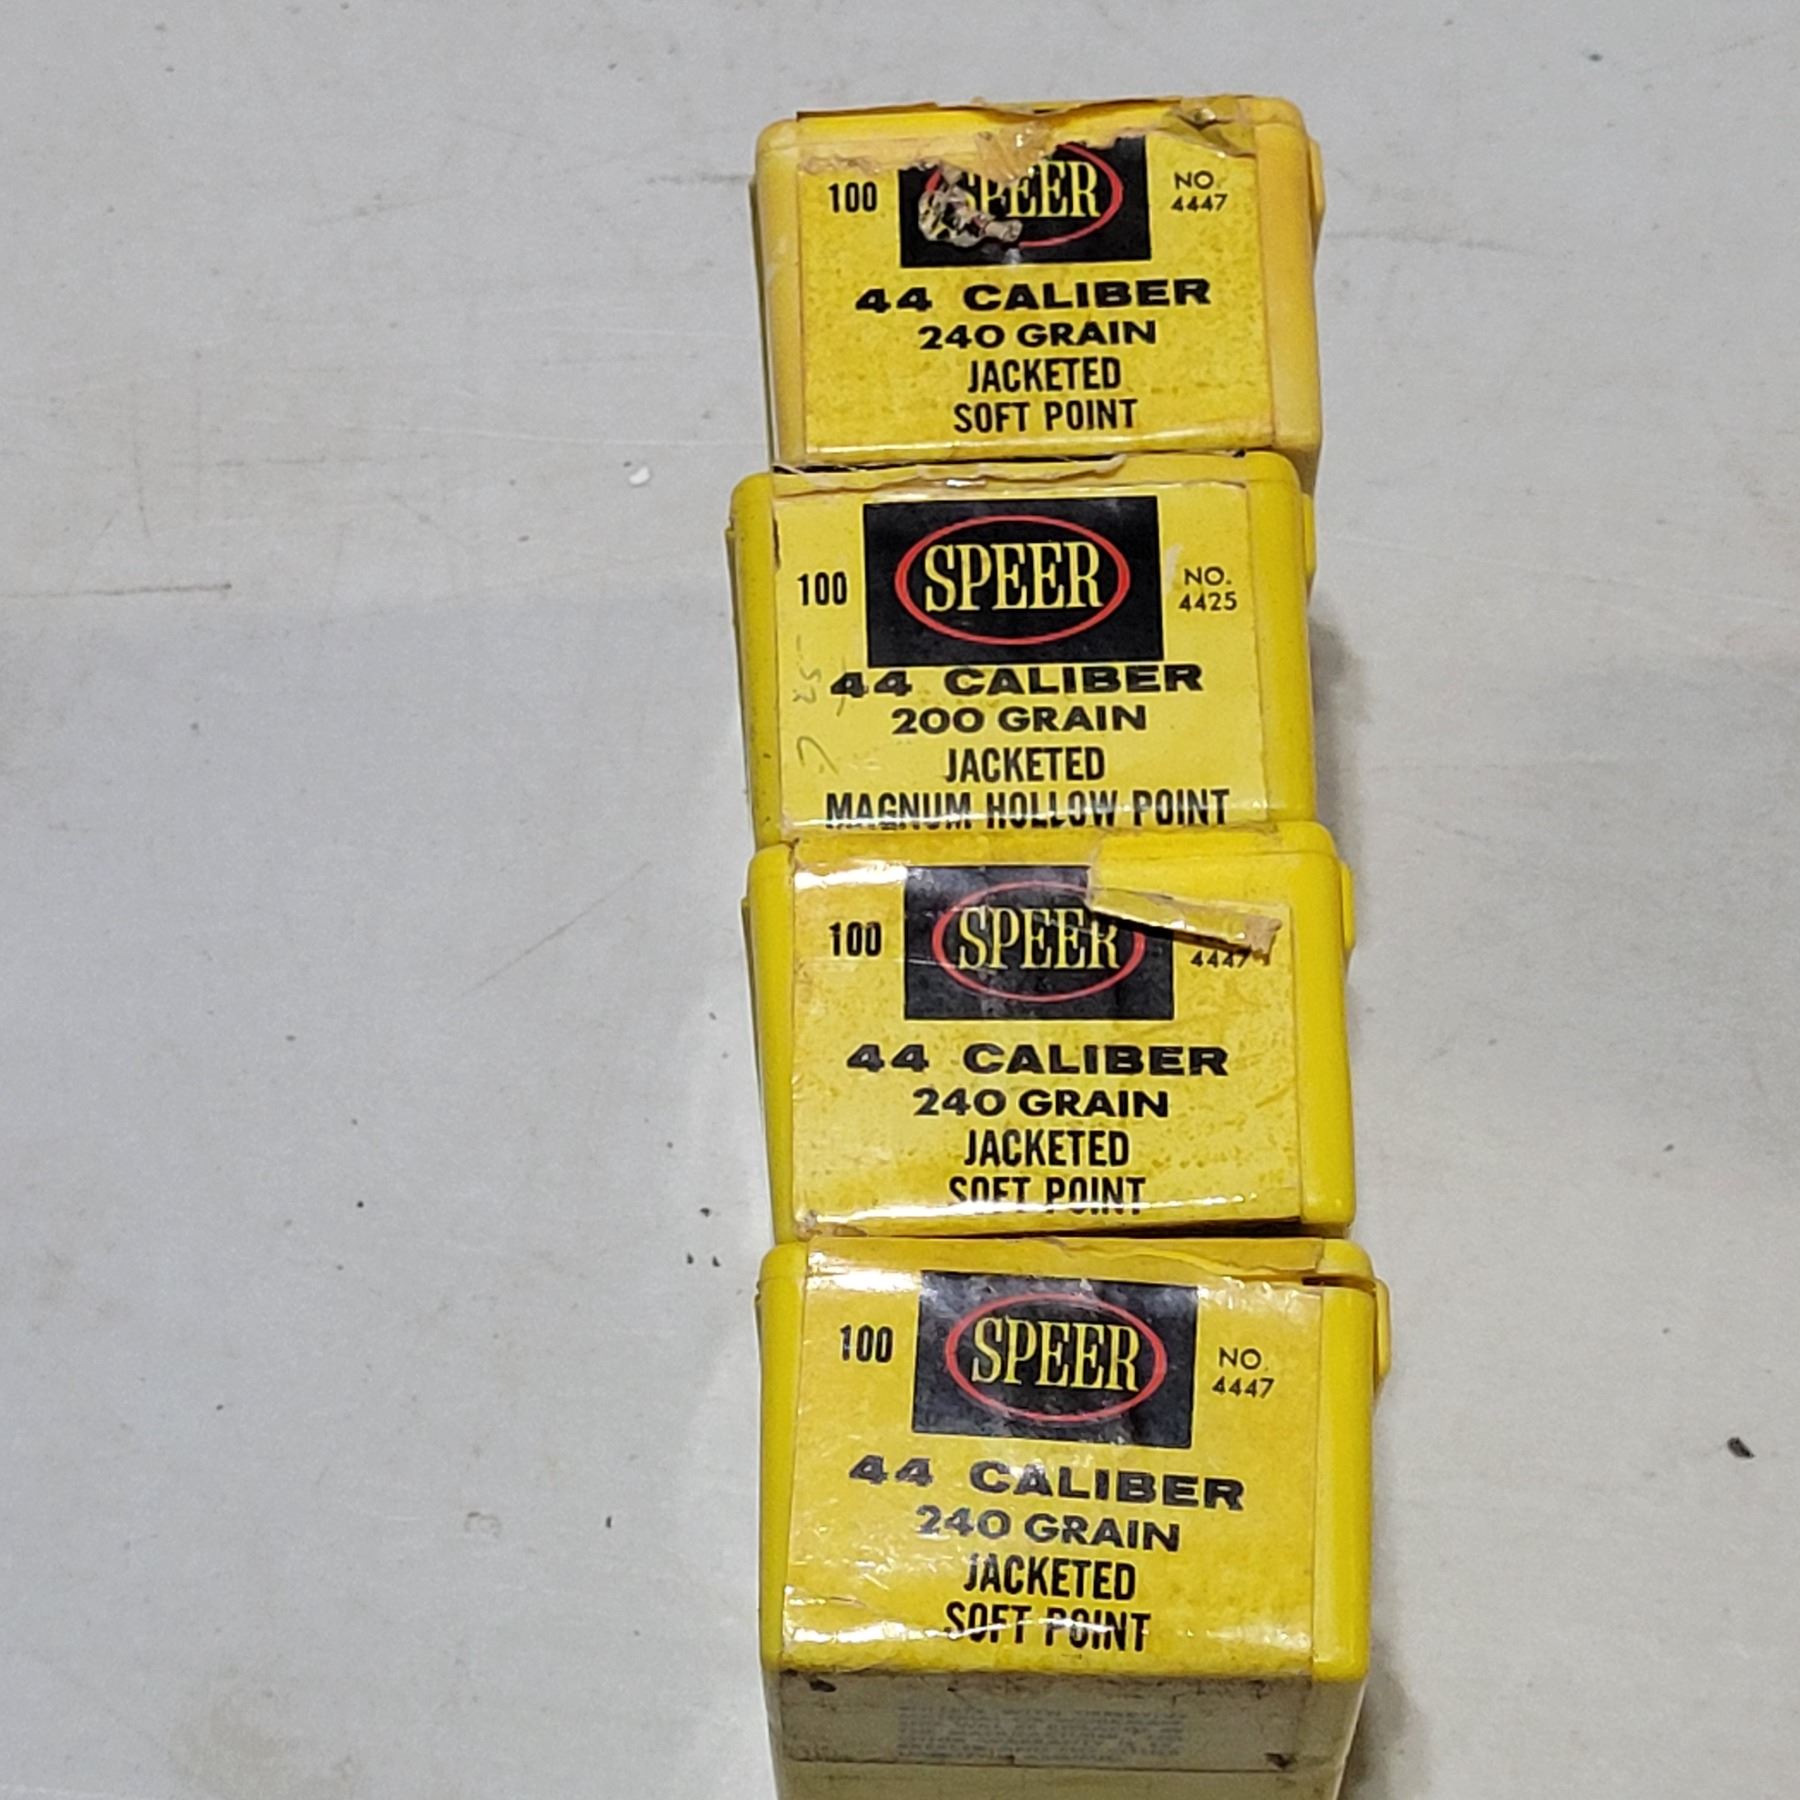 100 SPEER NO. 4447
44 CALIBER
240 GRAIN
JACKETED
SOFT POINT
100 SPEER NO. 4425
44 CALIBER
200 GRAIN
JACKETED
MAGNUM HOLLOW POINT
100 SPEER 4447
44 CALIBER
240 GRAIN
JACKETED
SOFT POINT
100 SPEER NO. 4447
44 CALIBER
240 GRAIN
JACKETED
SOFT POINT